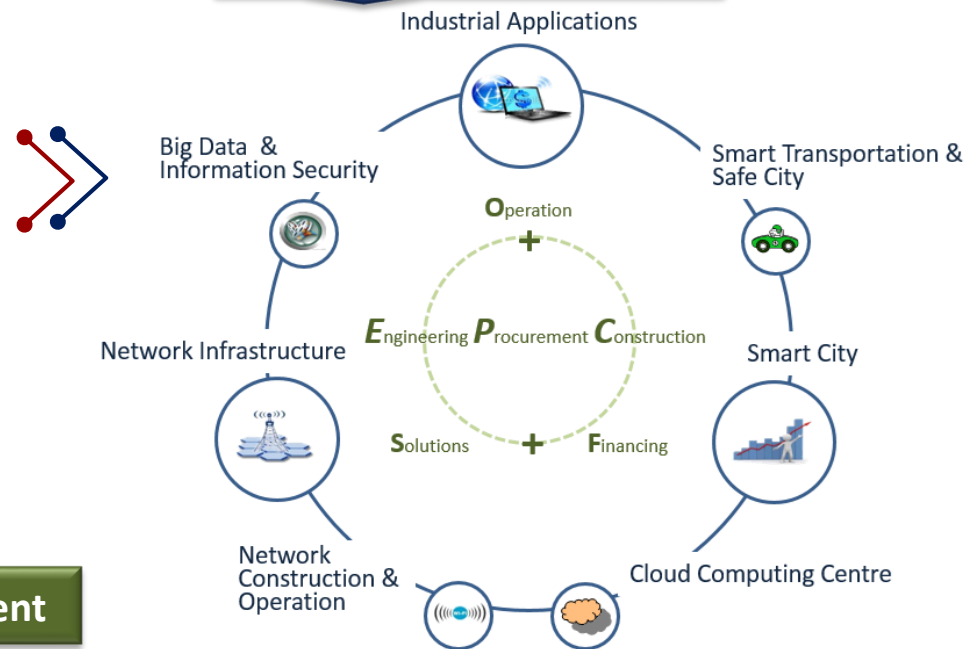 Industrial Applications
Big Data &
Information Security
Smart Transportation &
Safe City
Operation
+
Engineering Procurement Construction
Network Infrastructure
Smart City
Solutions + Financing
Network
Construction &
Operation
Cloud Computing Centre
ent